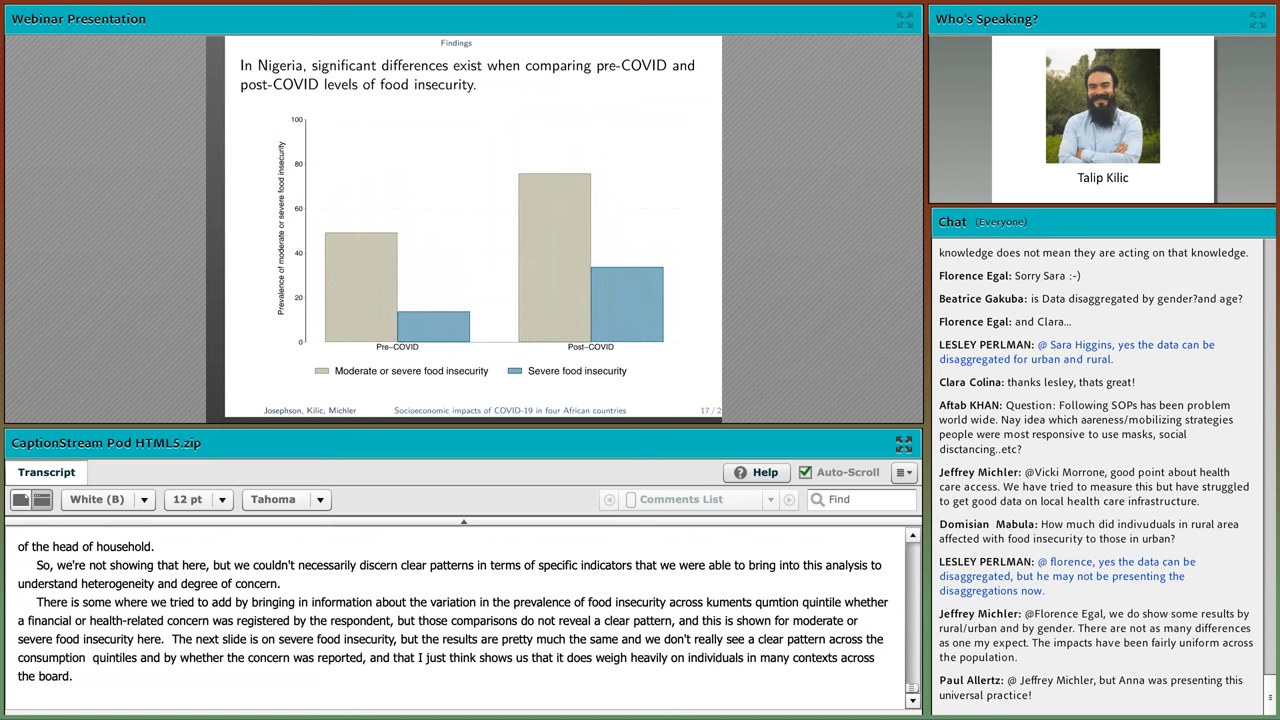 Webinar Presentation
Findings
In Nigeria, significant differences exist when comparing pre-COVID and
post-COVID levels of food insecurity.
Prevalence of moderate or severe food insecurity
100
80
60
40
20
0
Pre-COVID
Post-COVID
Moderate or severe food insecurity
Severe food insecurity
Josephson, Kilic, Michler
Socioeconomic impacts of COVID-19 in four African countries
17 / 2
Who's Speaking?
Talip Kilic
Chat (Everyone)
knowledge does not mean they are acting on that knowledge.
Florence Egal: Sorry Sara :-)
Beatrice Gakuba: is Data disaggregated by gender?and age?
Florence Egal: and Clara...
LESLEY PERLMAN: @ Sara Higgins, yes the data can be
disaggregated for urban and rural.
Clara Colina: thanks lesley, thats great!
Aftab KHAN: Question: Following SOPs has been problem
world wide. Nay idea which aareness/mobilizing strategies
people were most responsive to use masks, social
disctancing..etc?
Jeffrey Michler: @Vicki Morrone, good point about health
care access. We have tried to measure this but have struggled
to get good data on local health care infrastructure.
Domisian Mabula: How much did indivuduals in rural area
affected with food insecurity to those in urban?
LESLEY PERLMAN: @ florence, yes the data can be
disaggregated, but he may not be presenting the
disaggregations now.
Jeffrey Michler: @Florence Egal, we do show some results by
rural/urban and by gender. There are not as many differences
as one my expect. The impacts have been fairly uniform across
the population.
Paul Allertz: @ Jeffrey Michler, but Anna was presenting this
universal practice!
CaptionStream Pod HTML5.zip
Transcript
Help
Auto-Scroll
White (B)
12 pt
Tahoma
Comments List
Find
of the head of household.
So, we're not showing that here, but we couldn't necessarily discern clear patterns in terms of specific indicators that we were able to bring into this analysis to
understand heterogeneity and degree of concern.
There is some where we tried to add by bringing in information about the variation in the prevalence of food insecurity across kuments qumtion quintile whether
a financial or health-related concern was registered by the respondent, but those comparisons do not reveal a clear pattern, and this is shown for moderate or
severe food insecurity here. The next slide is on severe food insecurity, but the results are pretty much the same and we don't really see a clear pattern across the
consumption quintiles and by whether the concern was reported, and that I just think shows us that it does weigh heavily on individuals in many contexts across
the board.